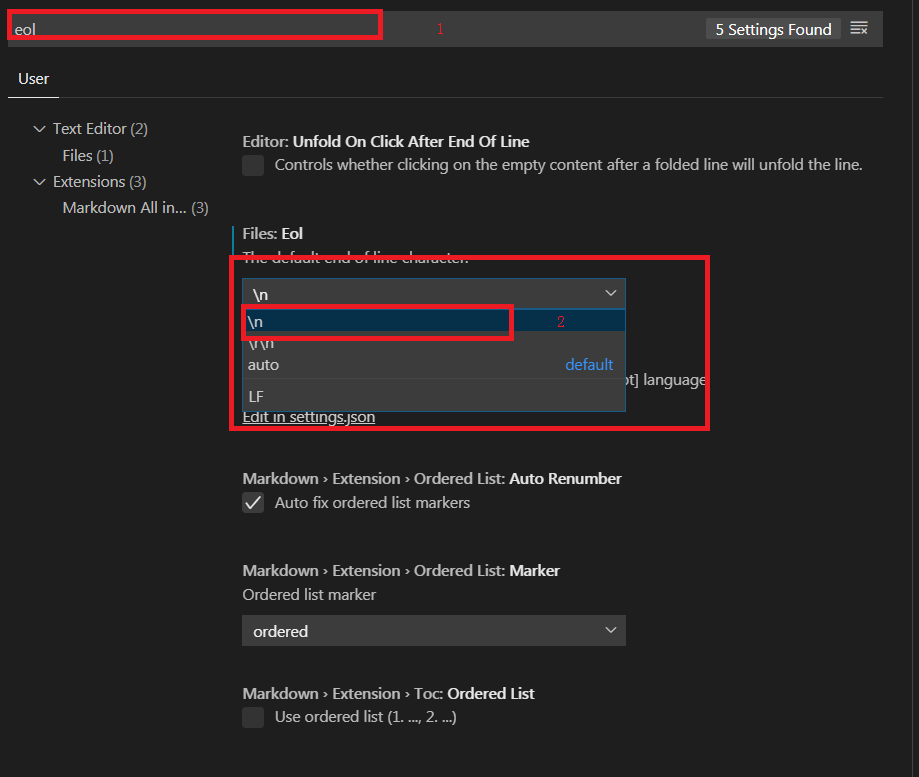 eol
1
5 Settings Found
User
Text Editor (2)
Files (1)
Extensions (3)
Markdown All in... (3)
Editor: Unfold On Click After End Of Line
Controls whether clicking on the empty content after a folded line will unfold the line.
Files: Eol
The default end of line character.
\n
\n 2
\r\n
auto default
LF
language
Edit in settings.json
Markdown › Extension › Ordered List: Auto Renumber
Auto fix ordered list markers
Markdown › Extension › Ordered List: Marker
Ordered list marker
ordered
Markdown › Extension › Toc: Ordered List
Use ordered list (1. ..., 2. ...)